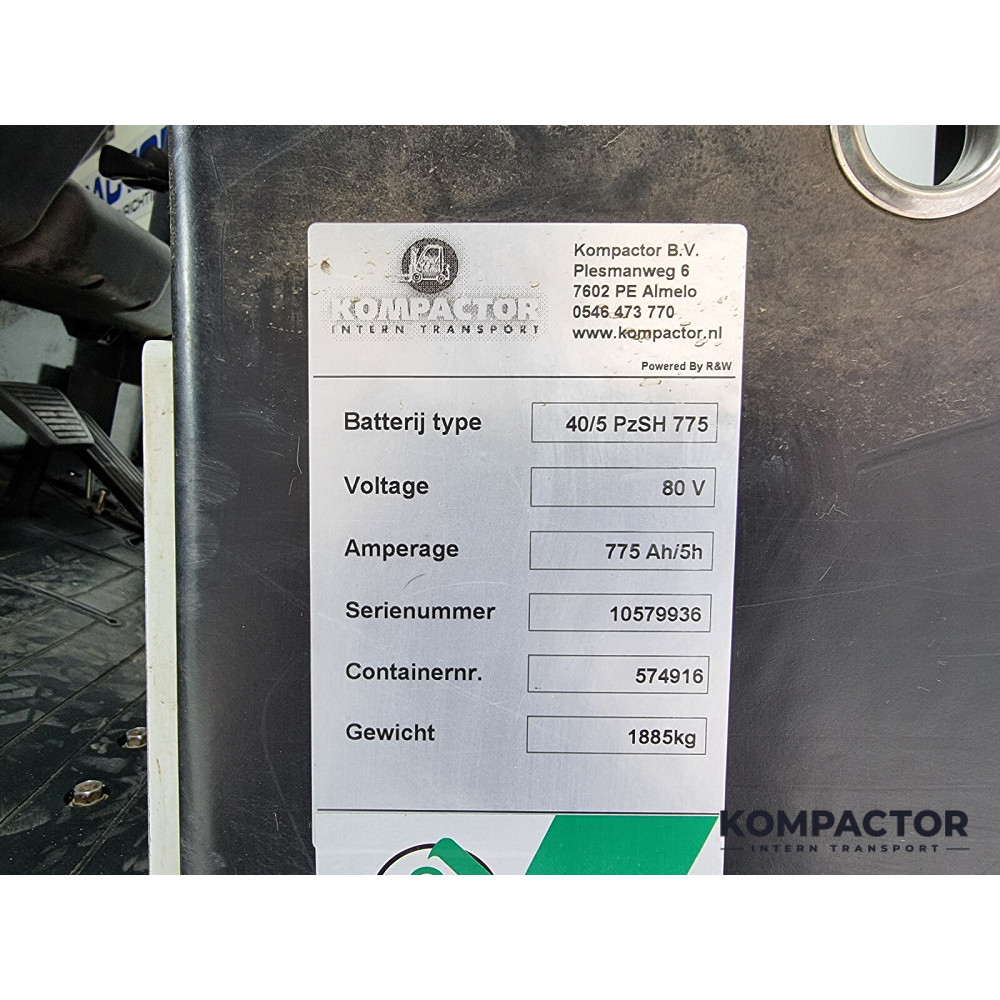 KOMPACTOR
INTERN TRANSPORT
Kompactor B.V.
Plesmanweg 6
7602 PE Almelo
0546 473 770
www.kompactor.nl
Powered By R&W
Batterij type 40/5 PzSH 775
Voltage 80 V
Amperage 775 Ah/5h
Serienummer 10579936
Containernr. 574916
Gewicht 1885kg
KOMPACTOR
INTERN TRANSPORT